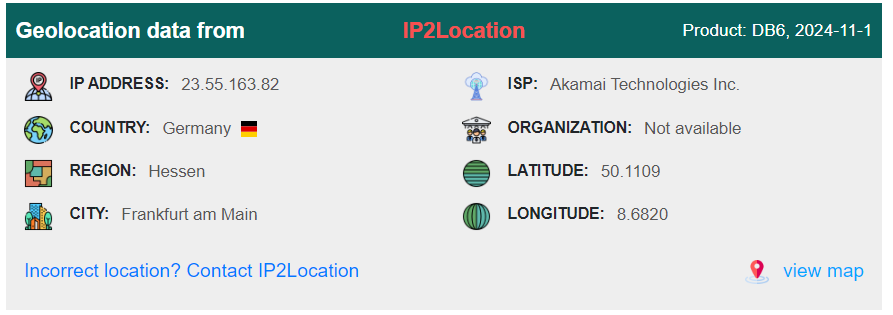 Geolocation data from IP2Location Product: DB6, 2024-11-1
IP ADDRESS: 23.55.163.82 ISP: Akamai Technologies Inc.
COUNTRY: Germany ORGANIZATION: Not available
REGION: Hessen LATITUDE: 50.1109
CITY: Frankfurt am Main LONGITUDE: 8.6820
Incorrect location? Contact IP2Location view map